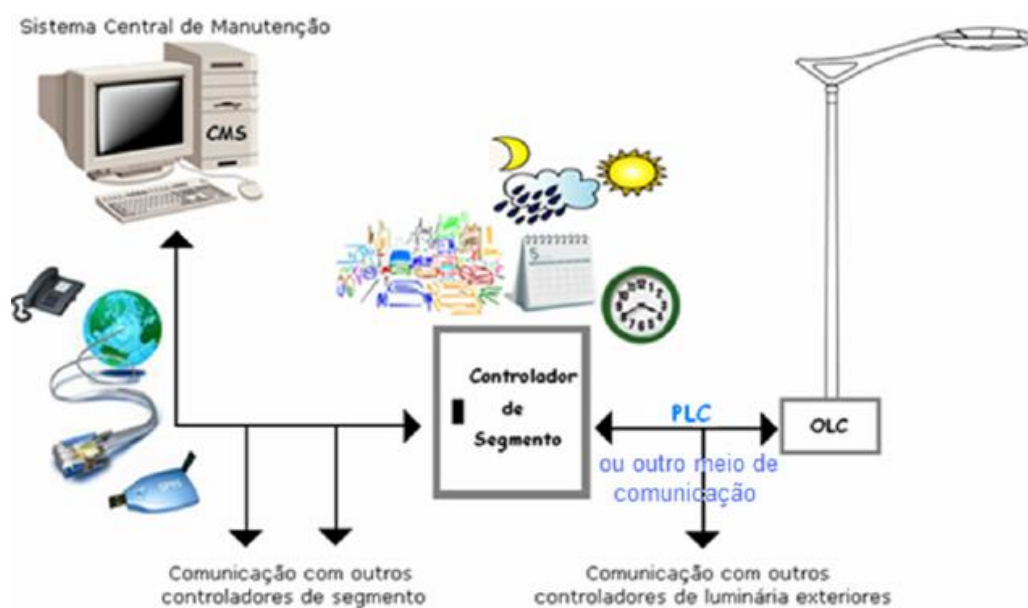 Sistema Central de Manutenção
CMS
Controlador
de
Segmento
PLC
ou outro meio de
comunicação
OLC
Comunicação com outros
controladores de segmento
Comunicação com outros
controladores de luminária exteriores